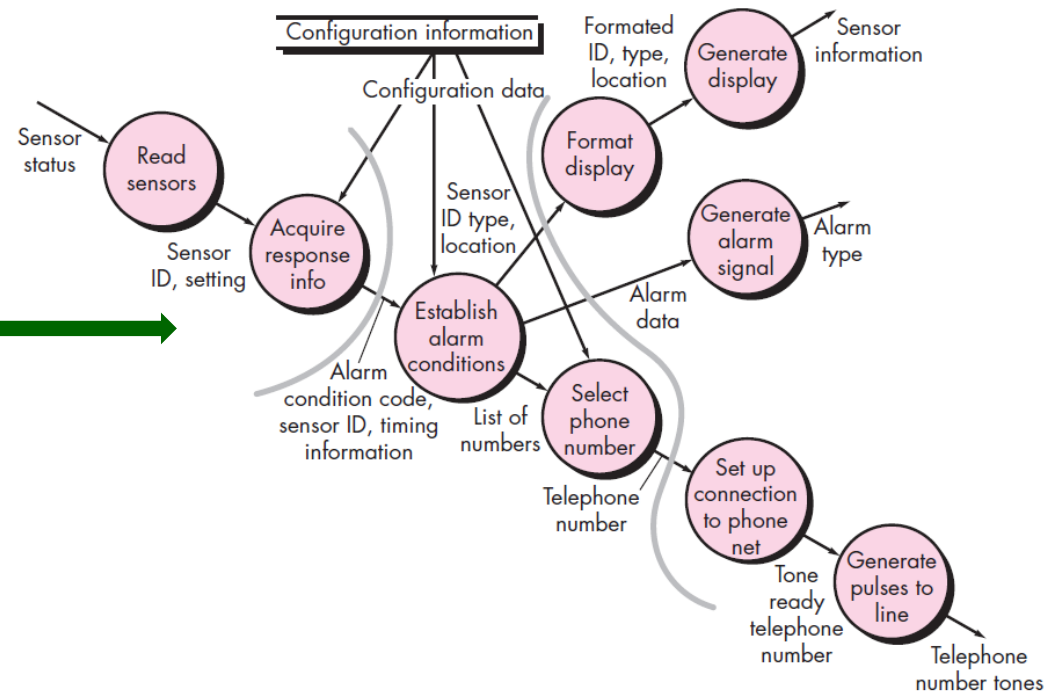 Configuration information
Configuration data
Sensor
status
Read
sensors
Sensor
ID, setting
Acquire
response
info
Alarm
condition code,
sensor ID, timing
information
Establish
alarm
conditions
Sensor
ID type,
location
Format
display
Formated
ID, type,
location
Generate
display
Sensor
information
Generate
alarm
signal
Alarm
type
Alarm
data
List of
numbers
Select
phone
number
Telephone
number
Set up
connection
to phone
net
Tone
ready
telephone
number
Generate
pulses to
line
Telephone
number tones